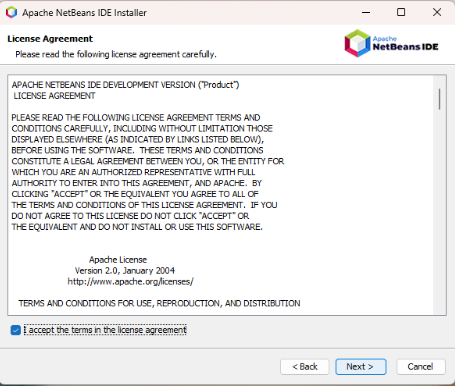 Apache NetBeans IDE Installer
License Agreement
Please read the following license agreement carefully.
Apache
NetBeans IDE
APACHE NETBEANS IDE DEVELOPMENT VERSION ("Product")
LICENSE AGREEMENT
PLEASE READ THE FOLLOWING LICENSE AGREEMENT TERMS AND
CONDITIONS CAREFULLY, INCLUDING WITHOUT LIMITATION THOSE
DISPLAYED ELSEWHERE (AS INDICATED BY LINKS LISTED BELOW),
BEFORE USING THE SOFTWARE. THESE TERMS AND CONDITIONS
CONSTITUTE A LEGAL AGREEMENT BETWEEN YOU, OR THE ENTITY FOR
WHICH YOU ARE AN AUTHORIZED REPRESENTATIVE WITH FULL
AUTHORITY TO ENTER INTO THIS AGREEMENT, AND APACHE. BY
CLICKING "ACCEPT" OR THE EQUIVALENT YOU AGREE TO ALL OF
THE TERMS AND CONDITIONS OF THIS LICENSE AGREEMENT. IF YOU
DO NOT AGREE TO THIS LICENSE DO NOT CLICK "ACCEPT" OR
THE EQUIVALENT AND DO NOT INSTALL OR USE THIS SOFTWARE.
Apache License
Version 2.0, January 2004
http://www.apache.org/licenses/
TERMS AND CONDITIONS FOR USE, REPRODUCTION, AND DISTRIBUTION
I accept the terms in the license agreement
< Back
Next >
Cancel